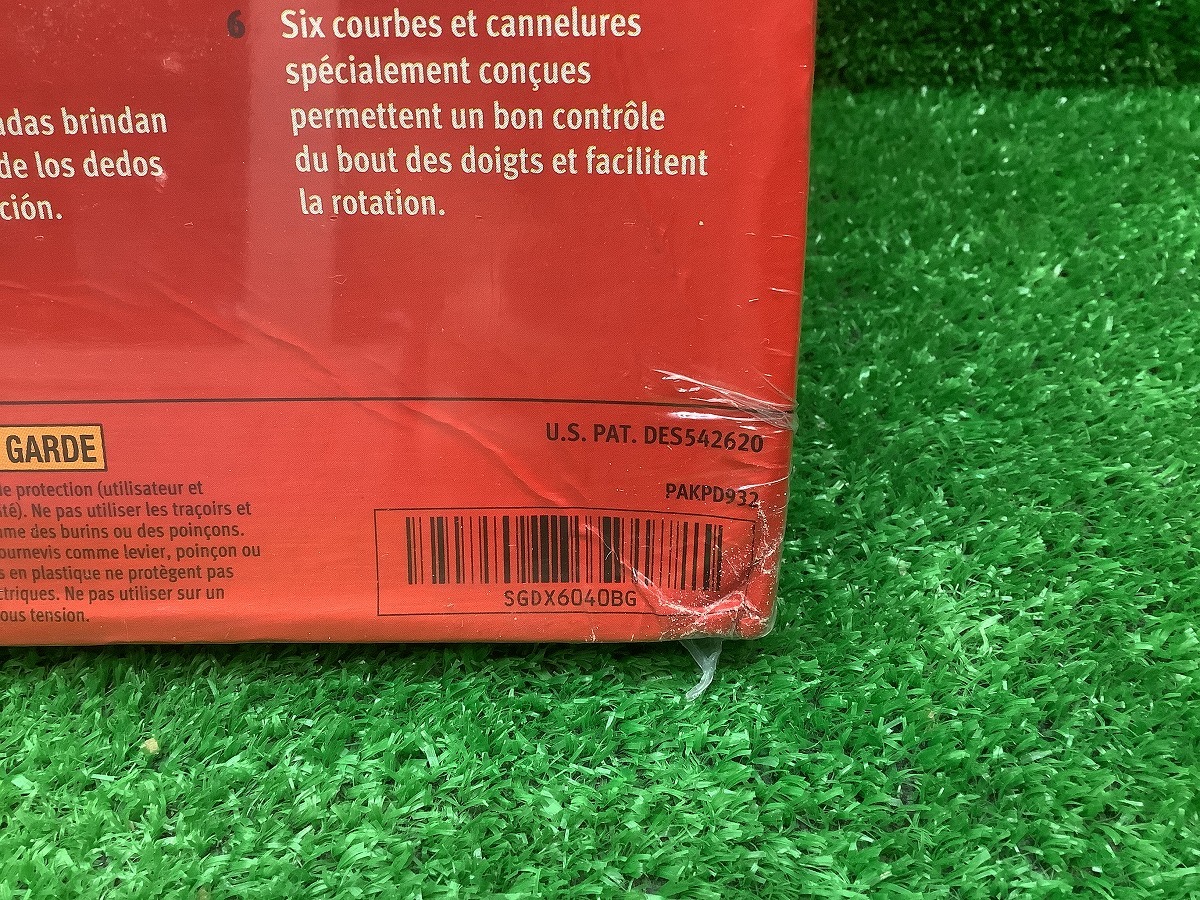 6 Six courbes et cannelures
spécialement conçues
permettent un bon contrôle
du bout des doigts et facilitent
la rotation.
adas brindan
de los dedos
ción.
GARDE
e protection (utilisateur et
ité). Ne pas utiliser les traçoirs et
me des burins ou des poinçons.
ournevis comme levier, poinçon ou
s en plastique ne protègent pas
ctriques. Ne pas utiliser sur un
ous tension.
U.S. PAT. DES542620
PAKPD932
SGDX6040BG